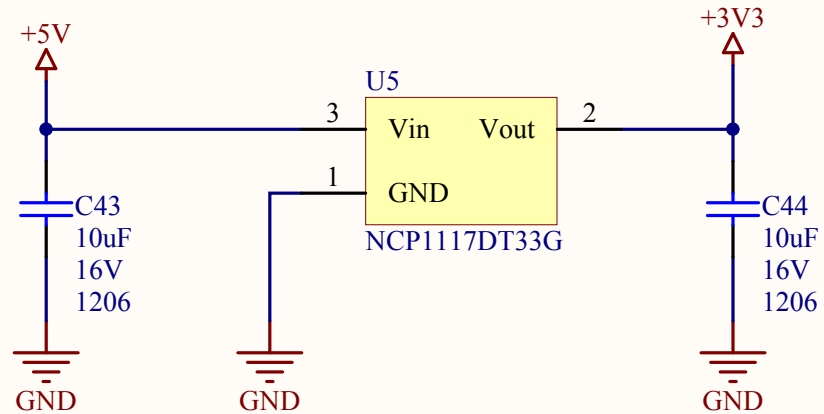 +5V
+3V3
U5
3
Vin
Vout
2
1
GND
NCP1117DT33G
C43
10uF
16V
1206
C44
10uF
16V
1206
GND
GND
GND